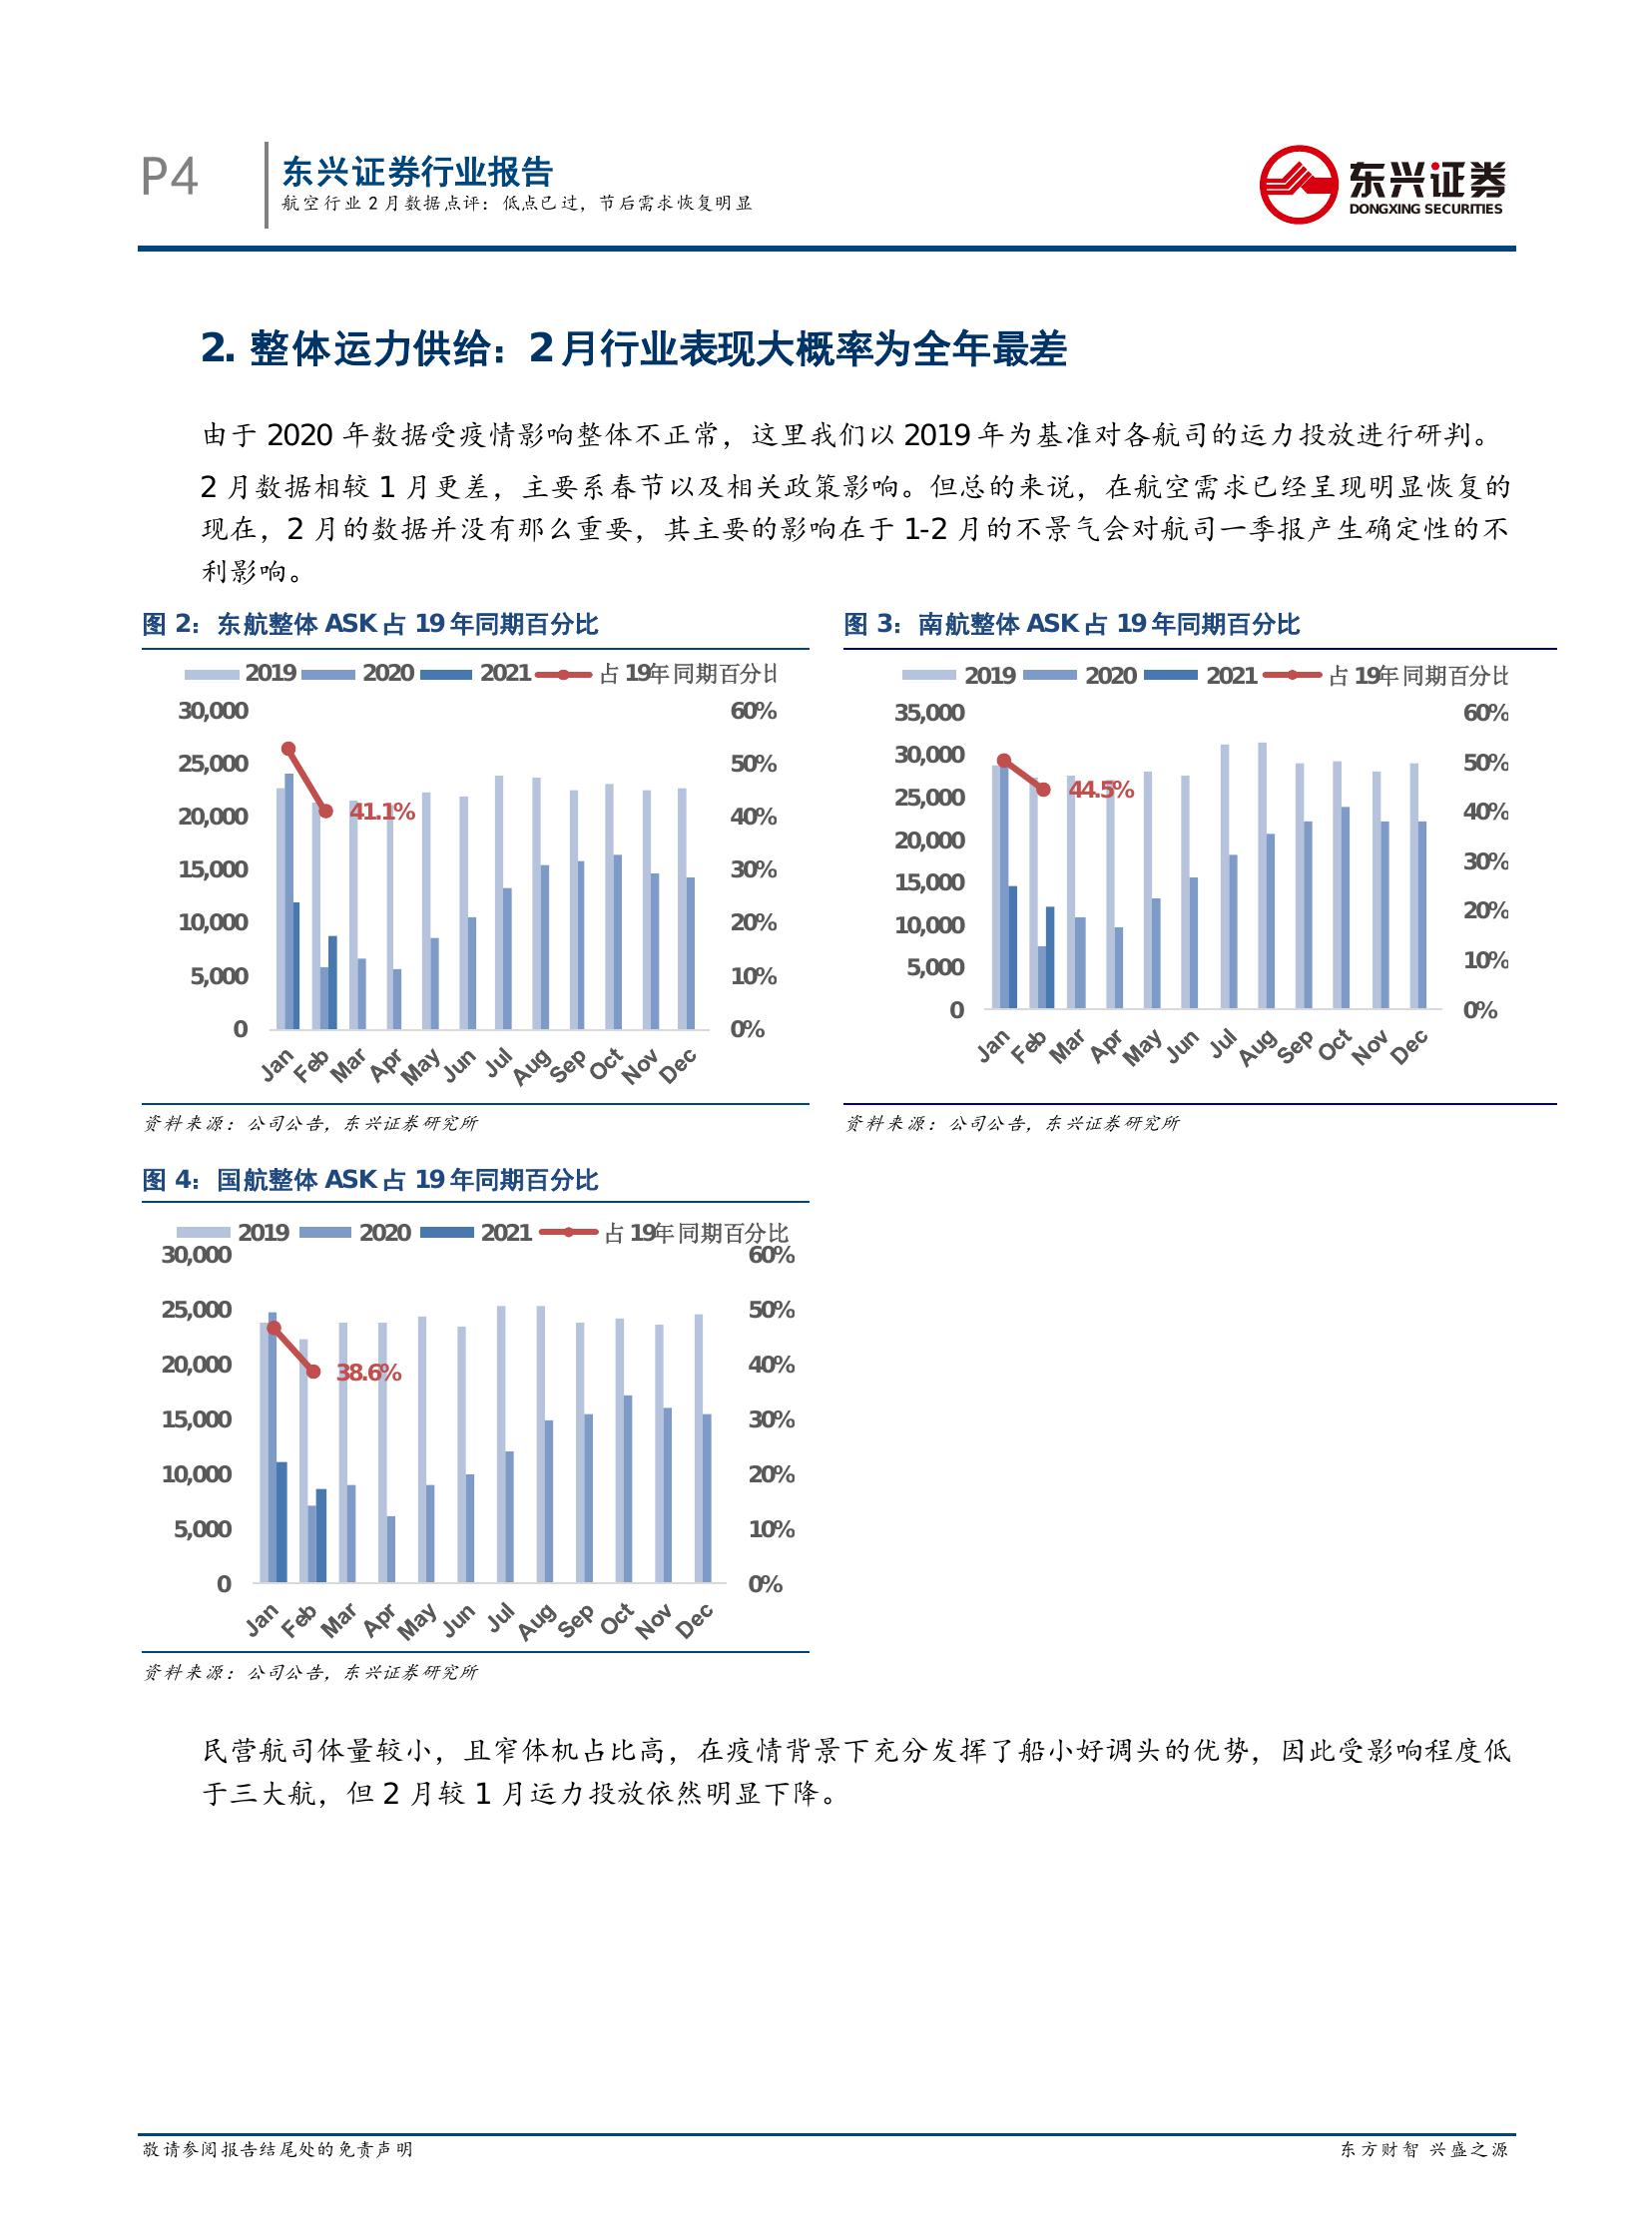 P4
东兴证券行业报告
航空行业 2 月数据点评：低点已过，节后需求恢复明显
东兴证券
DONGXING SECURITIES
2. 整体运力供给：2 月行业表现大概率为全年最差
由于 2020 年数据受疫情影响整体不正常，这里我们以 2019 年为基准对各航司的运力投放进行研判。
2 月数据相较 1 月更差，主要系春节以及相关政策影响。但总的来说，在航空需求已经呈现明显恢复的
现在，2 月的数据并没有那么重要，其主要的影响在于 1-2 月的不景气会对航司一季报产生确定性的不
利影响。
图 2：东航整体 ASK 占 19 年同期百分比
2019 2020 2021 占 19年同期百分比
30,000 60%
25,000 50%
20,000 41.1% 40%
15,000 30%
10,000 20%
5,000 10%
0 0%
Jan Feb Mar Apr May Jun Jul Aug Sep Oct Nov Dec
资料来源：公司公告，东兴证券研究所
图 3：南航整体 ASK 占 19 年同期百分比
2019 2020 2021 占 19年同期百分比
35,000 60%
30,000 50%
25,000 44.5% 40%
20,000 30%
15,000 20%
10,000 10%
5,000 0%
0
Jan Feb Mar Apr May Jun Jul Aug Sep Oct Nov Dec
资料来源：公司公告，东兴证券研究所
图 4：国航整体 ASK 占 19 年同期百分比
2019 2020 2021 占 19年同期百分比
30,000 60%
25,000 50%
20,000 38.6% 40%
15,000 30%
10,000 20%
5,000 10%
0 0%
Jan Feb Mar Apr May Jun Jul Aug Sep Oct Nov Dec
资料来源：公司公告，东兴证券研究所
民营航司体量较小，且窄体机占比高，在疫情背景下充分发挥了船小好调头的优势，因此受影响程度低
于三大航，但 2 月较 1 月运力投放依然明显下降。
敬请参阅报告结尾处的免责声明
东方财智 兴盛之源